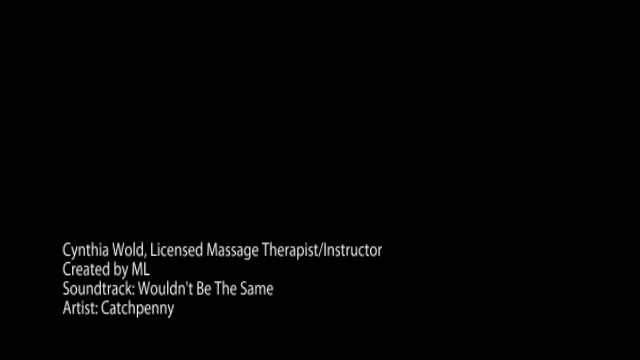 Cynthia Wold, Licensed Massage Therapist/Instructor
Created by ML
Soundtrack: Wouldn't Be The Same
Artist: Catchpenny